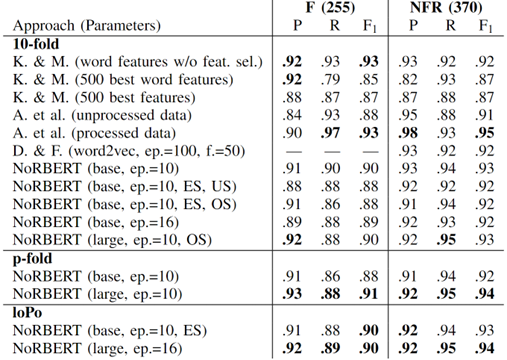 F (255) NFR (370)
Approach (Parameters) P R F1 P R F1
10-fold
K. & M. (word features w/o feat. sel.) .92 .93 .93 .93 .92 .92
K. & M. (500 best word features) .92 .79 .85 .82 .93 .87
K. & M. (500 best features) .88 .87 .87 .87 .88 .87
A. et al. (unprocessed data) .84 .93 .88 .95 .88 .91
A. et al. (processed data) .90 .97 .93 .98 .93 .95
D. & F. (word2vec, ep.=100, f.=50) — — — .93 .92 .92
NoRBERT (base, ep.=10) .91 .90 .90 .93 .94 .93
NoRBERT (base, ep.=10, ES, US) .88 .88 .88 .92 .92 .92
NoRBERT (base, ep.=10, ES, OS) .91 .86 .88 .91 .94 .92
NoRBERT (base, ep.=16) .89 .88 .89 .92 .93 .92
NoRBERT (large, ep.=10, OS) .92 .88 .90 .92 .95 .93
p-fold
NoRBERT (base, ep.=10) .91 .86 .88 .91 .94 .92
NoRBERT (large, ep.=10) .93 .88 .91 .92 .95 .94
loPo
NoRBERT (base, ep.=10, ES) .91 .88 .90 .92 .94 .93
NoRBERT (large, ep.=16) .92 .89 .90 .92 .95 .94